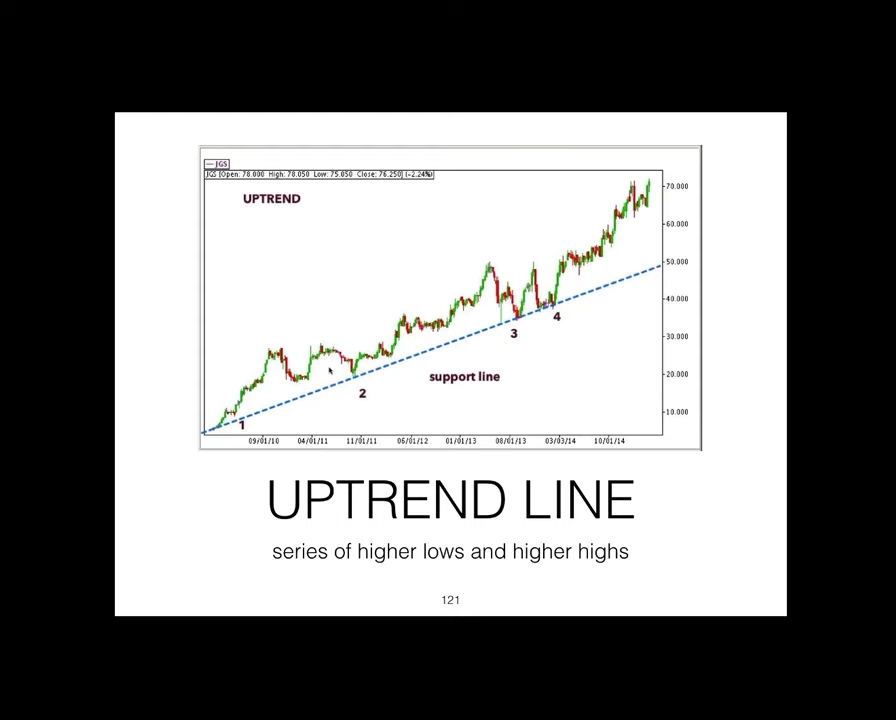 — JGS
JGS [Open: 78.000 High: 78.050 Low: 75.050 Close: 76.250] (-2.24%)
UPTREND
70.000
60.000
50.000
40.000
4
3
30.000
support line
20.000
2
10.000
1
09/01/10 04/01/11 11/01/11 06/01/12 01/01/13 08/01/13 03/03/14 10/01/14
UPTREND LINE
series of higher lows and higher highs
121